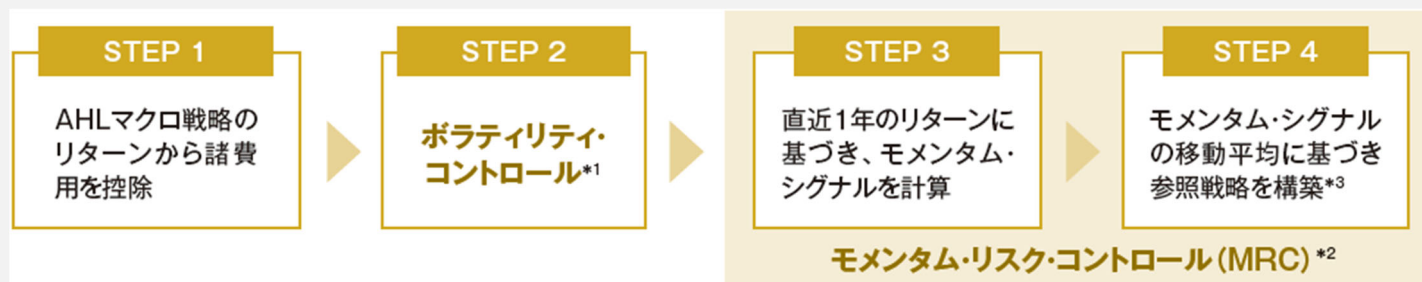 STEP 1
AHLマクロ戦略の
リターンから諸費
用を控除
STEP 2
ボラティリティ・
コントロール*1
STEP 3
直近1年のリターンに
基づき、モメンタム・
シグナルを計算
STEP 4
モメンタム・シグナル
の移動平均に基づき
参照戦略を構築*3
モメンタム・リスク・コントロール(MRC)*2